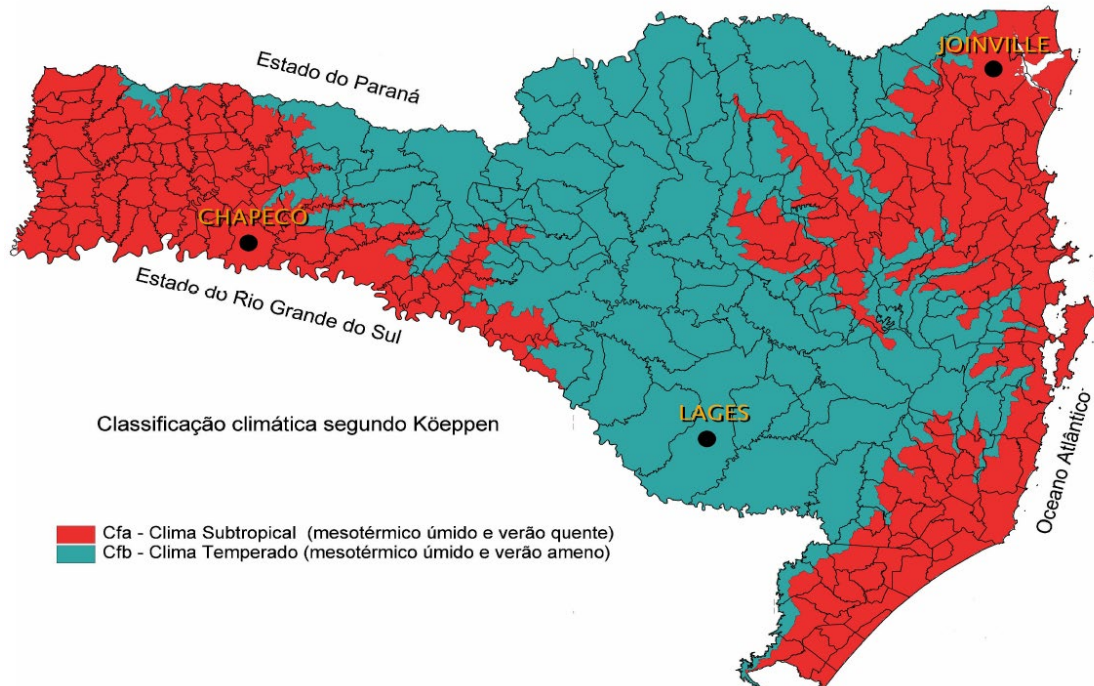 JOINVILLE
Estado do Paraná
CHAPECÓ
Estado do Rio Grande do Sul
LAGES
Classificação climática segundo Köeppen
Oceano Atlântico
Cfa - Clima Subtropical (mesotérmico úmido e verão quente)
Cfb - Clima Temperado (mesotérmico úmido e verão ameno)